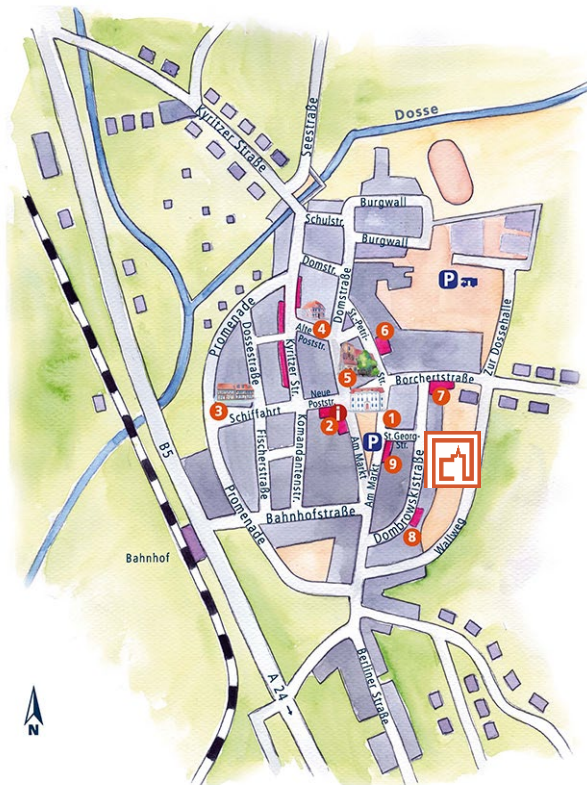 Dosse
Kyritzer Straße
Seestraße
Burgwall
Schulstr.
Burgwall
Domstr.
Domstraße
P
Promenade
Dossestraße
Kyritzer Str.
4
Alte
Poststr.
St.-Petri-
Str.
6
zur Dossehalle
5
Borchertstraße
7
3
Schiffahrt
Neue
Poststr.
i
2
1
St.Georg-
Str.
P
9
Am Markt
Am Markt
Fischerstraße
Komandantenstr.
Dombrowskistraße
8
B5
Promenade
Bahnhofstraße
Wallweg
Bahnhof
A 24 →
Berliner Straße
N